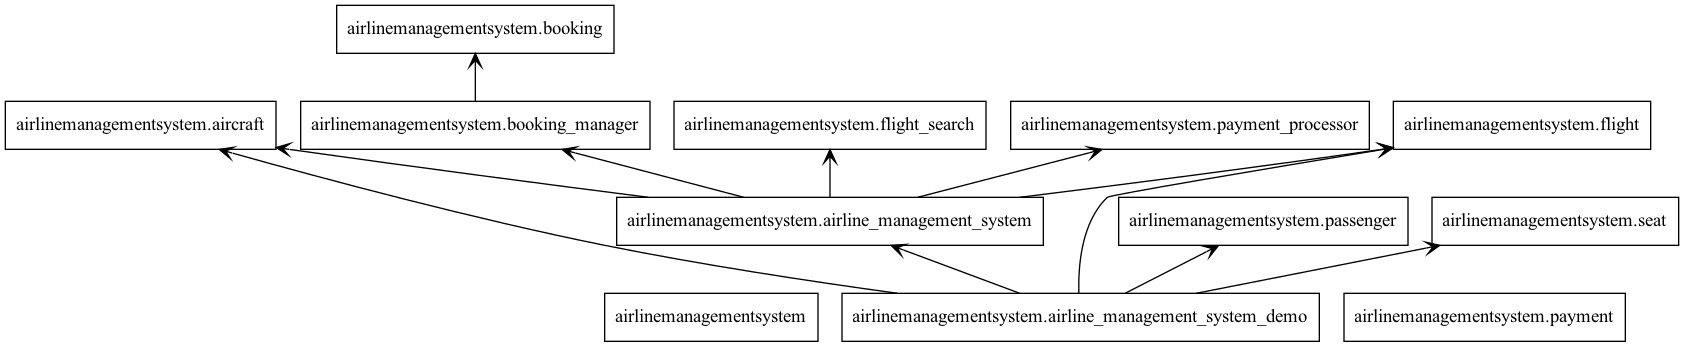 airlinemanagementsystem.booking
airlinemanagementsystem.aircraft
airlinemanagementsystem.booking_manager
airlinemanagementsystem.flight_search
airlinemanagementsystem.payment_processor
airlinemanagementsystem.flight
airlinemanagementsystem.airline_management_system
airlinemanagementsystem.passenger
airlinemanagementsystem.seat
airlinemanagementsystem
airlinemanagementsystem.airline_management_system_demo
airlinemanagementsystem.payment